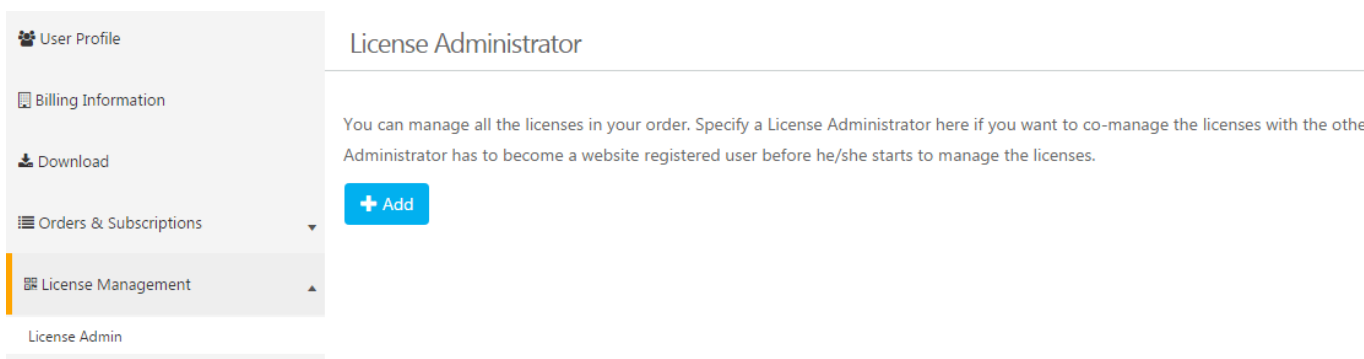 User Profile
License Administrator
Billing Information
You can manage all the licenses in your order. Specify a License Administrator here if you want to co-manage the licenses with the othe
Download
Administrator has to become a website registered user before he/she starts to manage the licenses.
Add
Orders & Subscriptions
License Management
License Admin